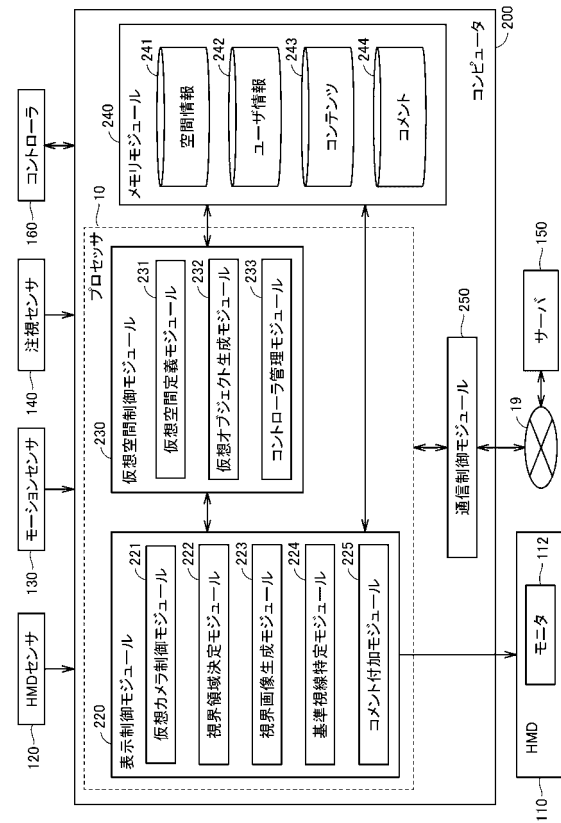 HMDセンサ
120
モーションセンサ
130
注視センサ
140
コントローラ
160
コンピュータ
200
プロセッサ
10
表示制御モジュール
220
仮想カメラ制御モジュール
221
視界領域決定モジュール
222
視界画像生成モジュール
223
基準視線特定モジュール
224
コメント付加モジュール
225
仮想空間制御モジュール
230
仮想空間定義モジュール
231
仮想オブジェクト生成モジュール
232
コントローラ管理モジュール
233
メモリモジュール
240
空間情報
241
ユーザ情報
242
コンテンツ
243
コメント
244
通信制御モジュール
250
HMD
110
モニタ
112
19
サーバ
150